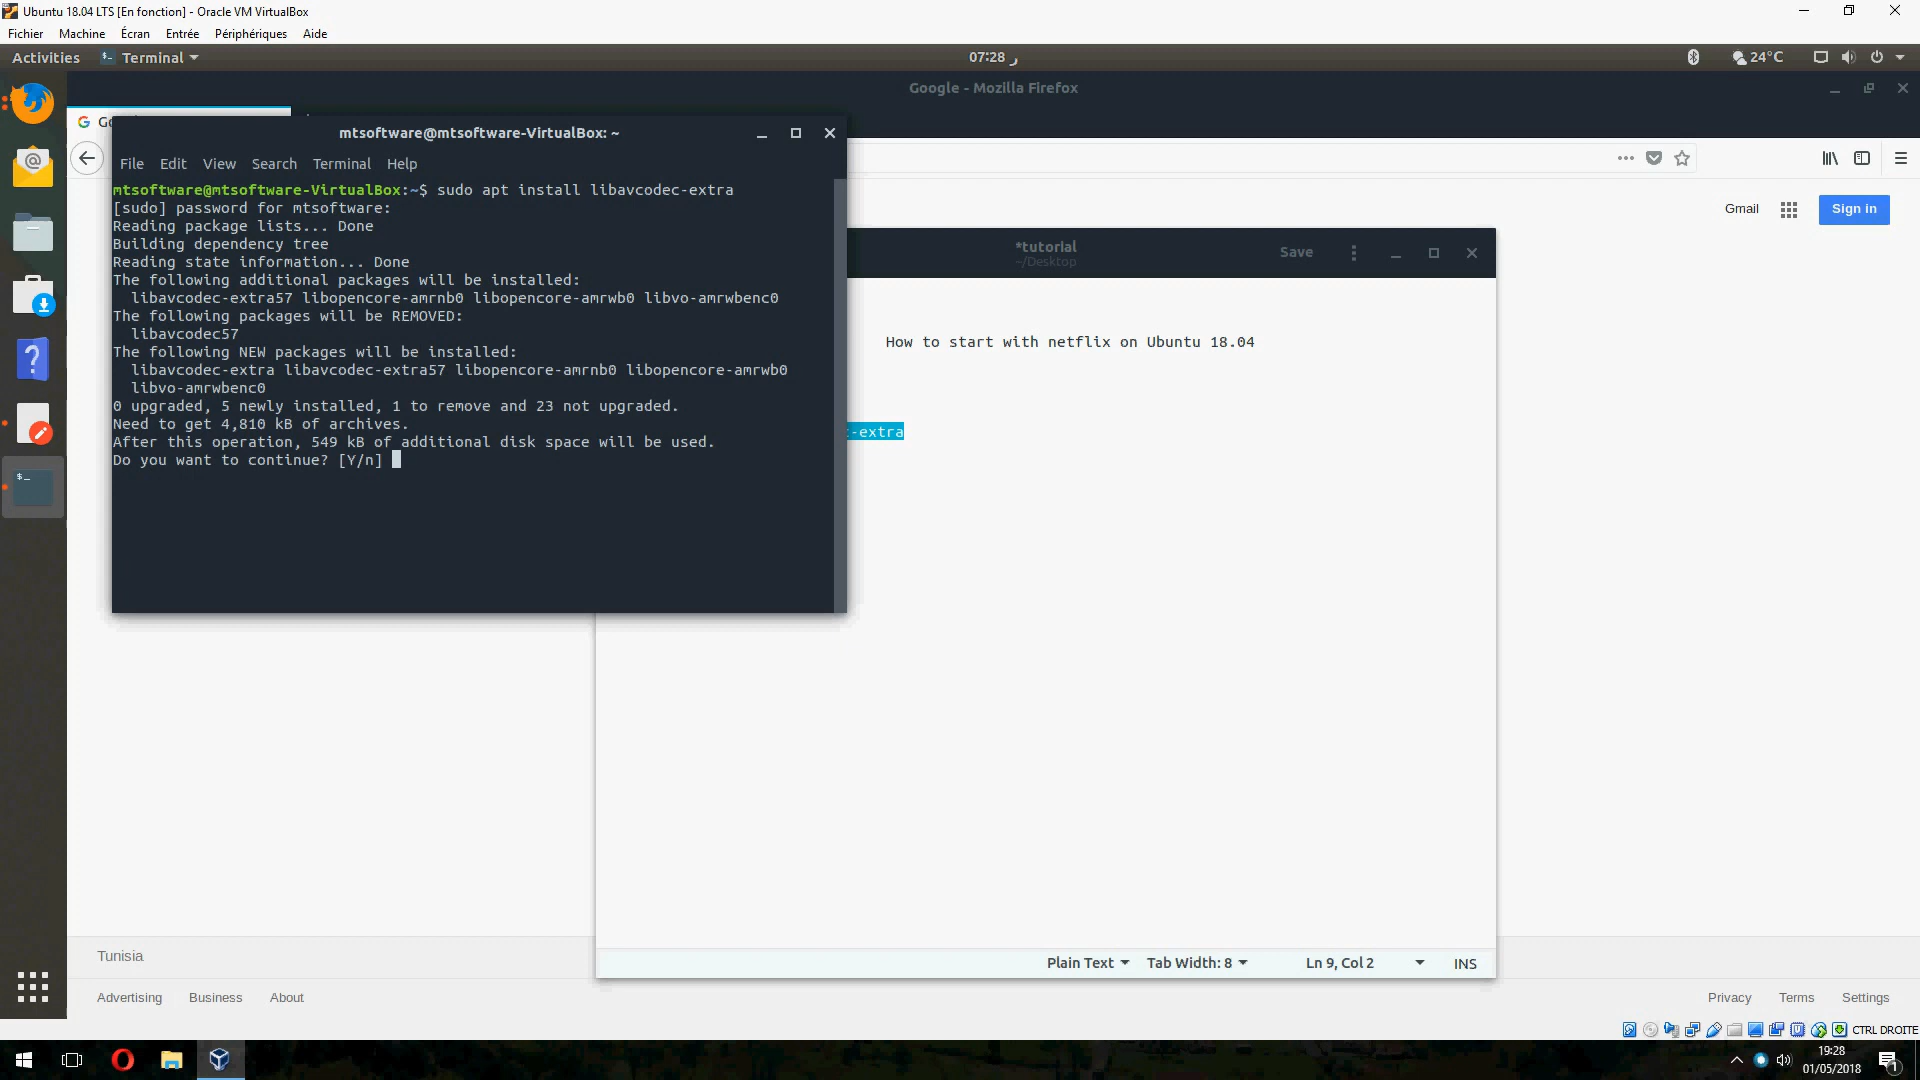 Ubuntu 18.04 LTS [En fonction] - Oracle VM VirtualBox
Fichier Machine Écran Entrée Périphériques Aide
Activities Terminal 07:28 ر 24°C
Google - Mozilla Firefox
mtsoftware@mtsoftware-VirtualBox: ~
File Edit View Search Terminal Help
mtsoftware@mtsoftware-VirtualBox:~$ sudo apt install libavcodec-extra
[sudo] password for mtsoftware:
Reading package lists... Done
Building dependency tree
Reading state information... Done
The following additional packages will be installed:
libavcodec-extra57 libopencore-amrnb0 libopencore-amrwb0 libvo-amrwbenc0
The following packages will be REMOVED:
libavcodec57
The following NEW packages will be installed:
libavcodec-extra libavcodec-extra57 libopencore-amrnb0 libopencore-amrwb0
libvo-amrwbenc0
0 upgraded, 5 newly installed, 1 to remove and 23 not upgraded.
Need to get 4,810 kB of archives.
After this operation, 549 kB of additional disk space will be used.
Do you want to continue? [Y/n]
Gmail Sign in
*tutorial Save
~/Desktop
How to start with netflix on Ubuntu 18.04
-extra
Plain Text Tab Width: 8 Ln 9, Col 2 INS
Tunisia
Advertising Business About Privacy Terms Settings
CTRL DROITE
19:28
01/05/2018
1